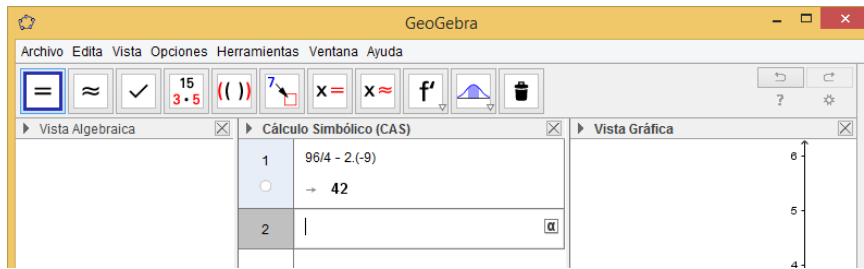 GeoGebra
Archivo Edita Vista Opciones Herramientas Ventana Ayuda
= ≈ ✓ 15 3·5 (( )) 7 x= x≈ f′ ?
Vista Algebraica Cálculo Simbólico (CAS) Vista Gráfica
1 96/4 - 2.(-9) 6
→ 42
5
2 α
4